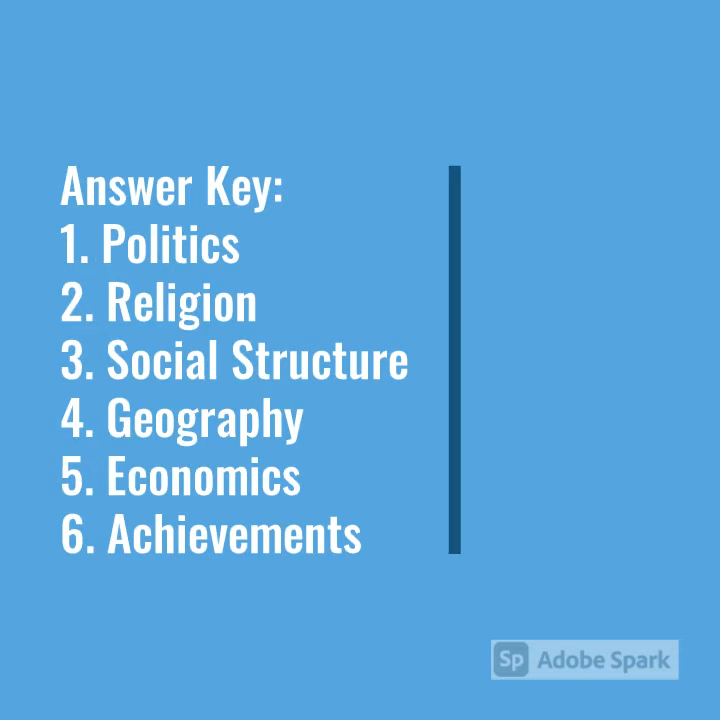 Answer Key:
1. Politics
2. Religion
3. Social Structure
4. Geography
5. Economics
6. Achievements
Sp Adobe Spark